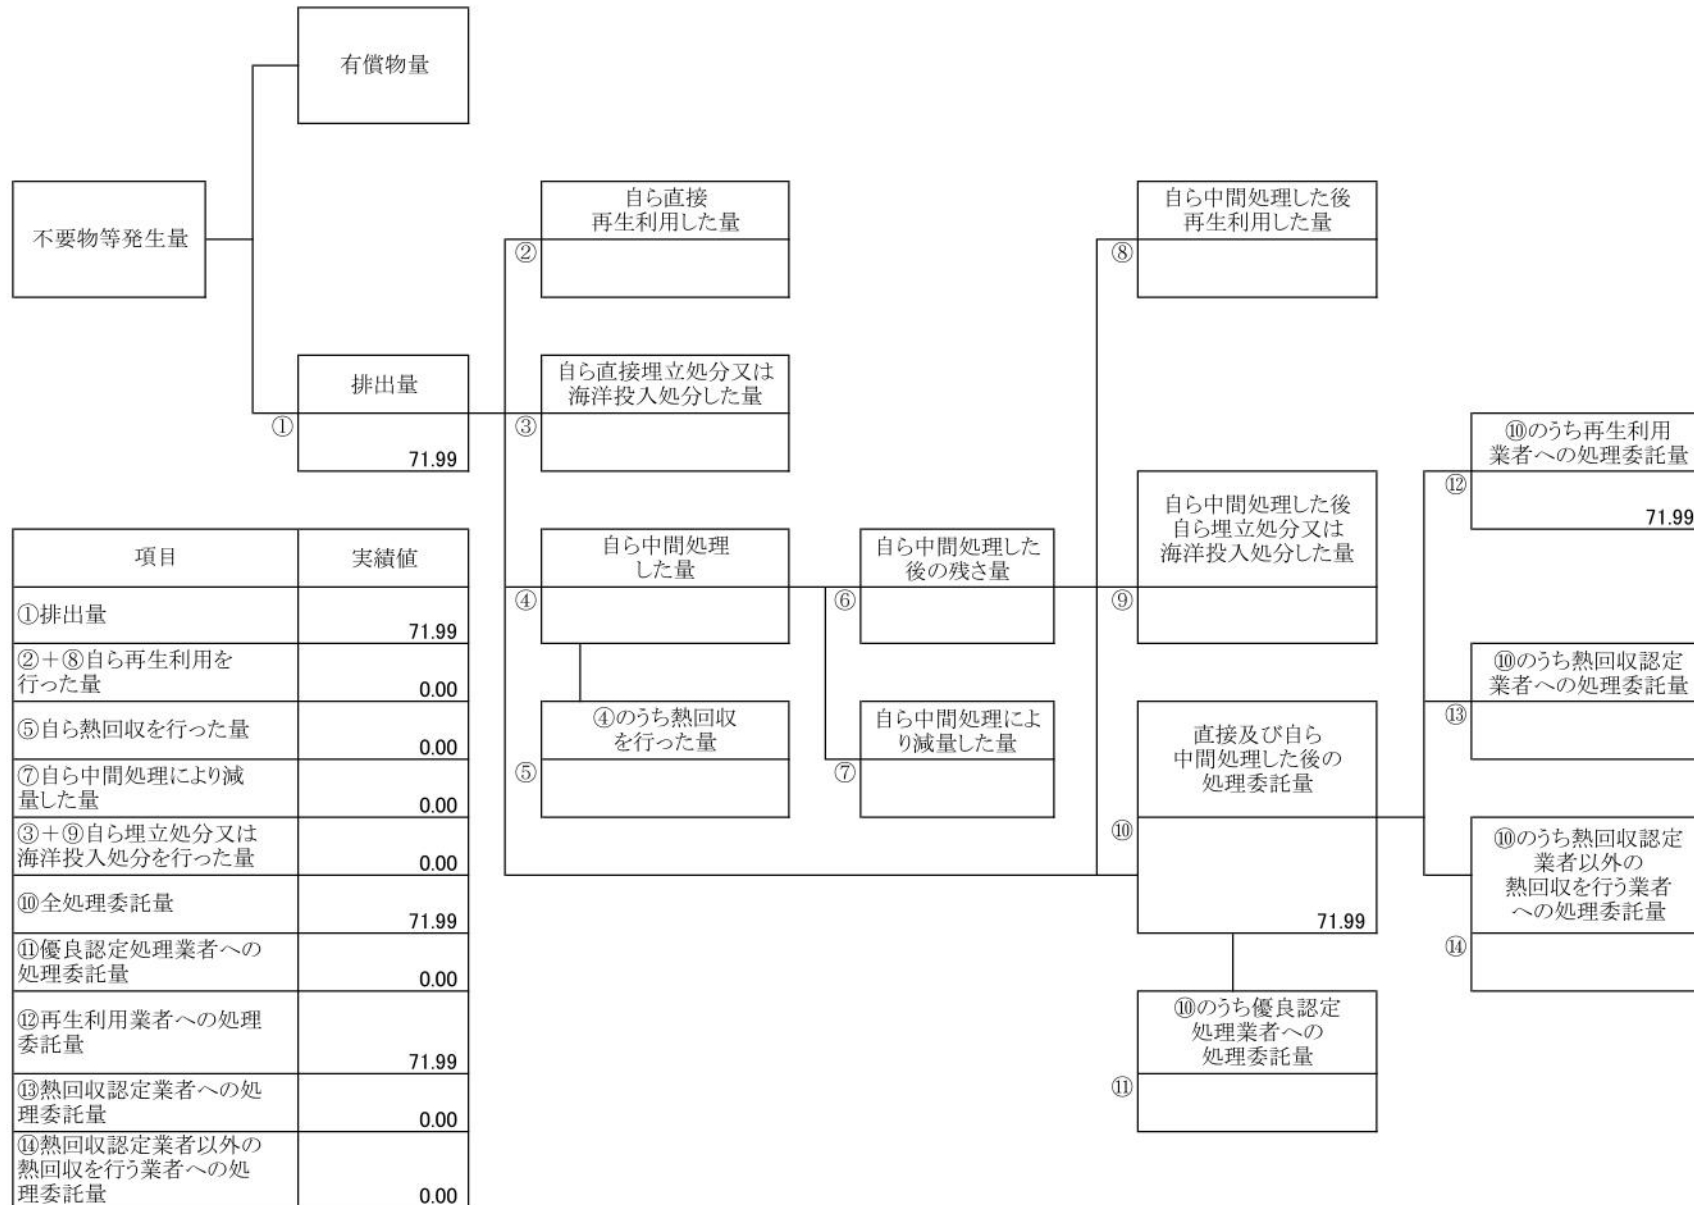 有償物量
不要物等発生量
自ら直接
再生利用した量
②
自ら中間処理した後
再生利用した量
⑧
排出量
①
71.99
自ら直接埋立処分又は
海洋投入処分した量
③
⑩のうち再生利用
業者への処理委託量
⑫
71.99
自ら中間処理
した量
④
自ら中間処理した
後の残さ量
⑥
自ら中間処理した後
自ら埋立処分又は
海洋投入処分した量
⑨
⑩のうち熱回収認定
業者への処理委託量
⑬
④のうち熱回収
を行った量
⑤
自ら中間処理によ
り減量した量
⑦
直接及び自ら
中間処理した後の
処理委託量
⑩
71.99
⑩のうち熱回収認定
業者以外の
熱回収を行う業者
への処理委託量
⑭
⑩のうち優良認定
処理業者への
処理委託量
⑪
項目 実績値
①排出量
71.99
②+⑧自ら再生利用を
行った量
0.00
⑤自ら熱回収を行った量
0.00
⑦自ら中間処理により減
量した量
0.00
③+⑨自ら埋立処分又は
海洋投入処分を行った量
0.00
⑩全処理委託量
71.99
⑪優良認定処理業者への
処理委託量
0.00
⑫再生利用業者への処理
委託量
71.99
⑬熱回収認定業者への処
理委託量
0.00
⑭熱回収認定業者以外の
熱回収を行う業者への処
理委託量
0.00